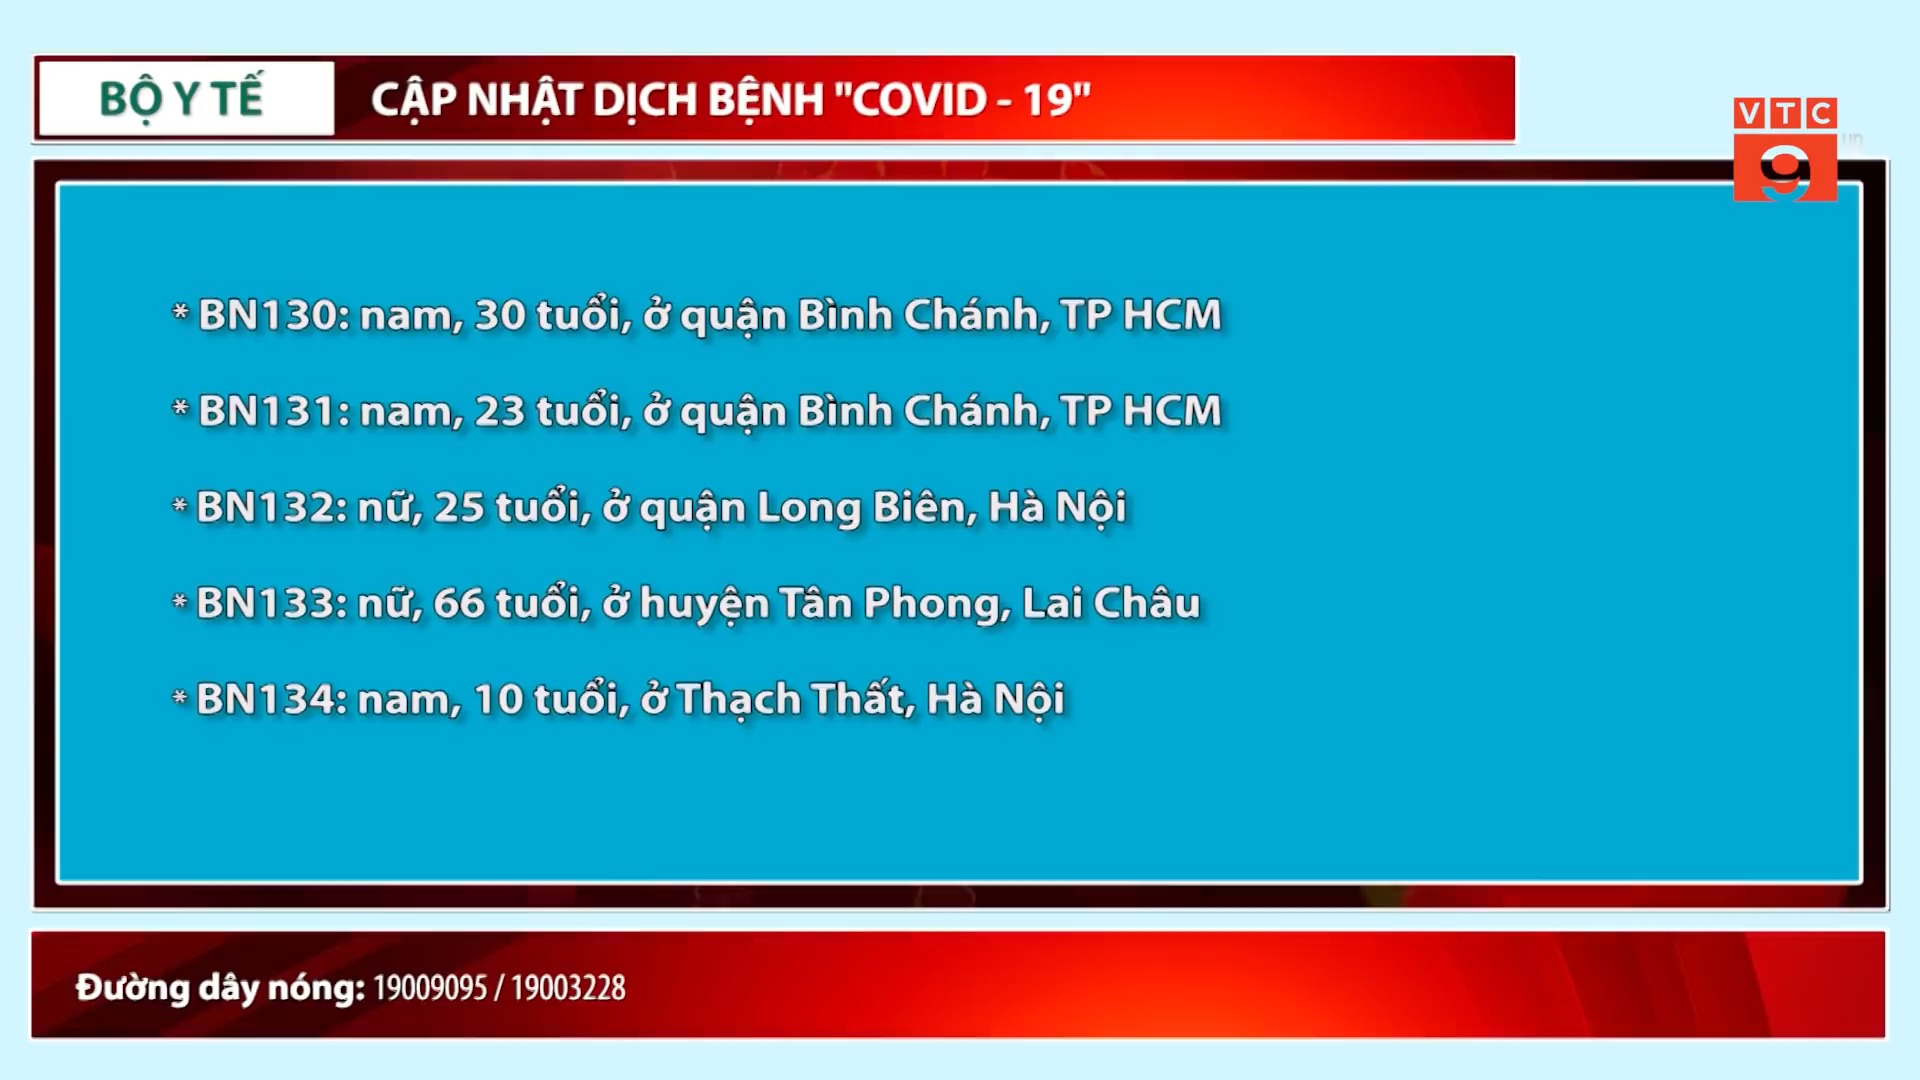 BỘ Y TẾ
CẬP NHẬT DỊCH BỆNH "COVID - 19"
VTC
9
HD
* BN130: nam, 30 tuổi, ở quận Bình Chánh, TP HCM
* BN131: nam, 23 tuổi, ở quận Bình Chánh, TP HCM
* BN132: nữ, 25 tuổi, ở quận Long Biên, Hà Nội
* BN133: nữ, 66 tuổi, ở huyện Tân Phong, Lai Châu
* BN134: nam, 10 tuổi, ở Thạch Thất, Hà Nội
Đường dây nóng: 19009095 / 19003228